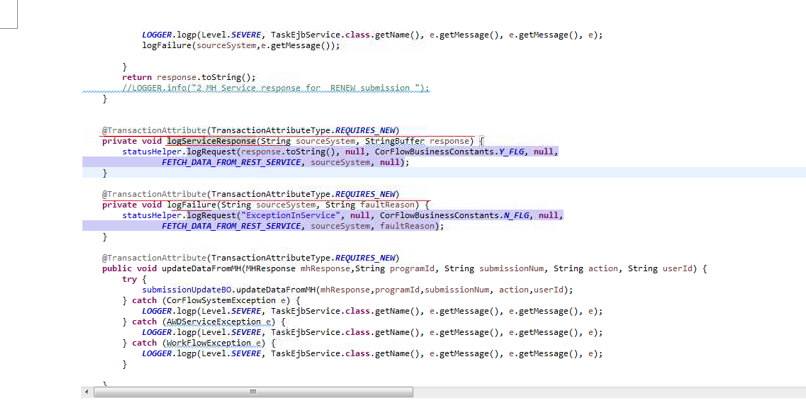 LOGGER.logp(Level.SEVERE, TaskEjbService.class.getName(), e.getMessage(), e.getMessage(), e);
logFailure(sourceSystem,e.getMessage());
}
return response.toString();
//LOGGER.info("2 MH Service response for  RENEW submission ");
}
@TransactionAttribute(TransactionAttributeType.REQUIRES_NEW)
private void logServiceResponse(String sourceSystem, StringBuffer response) {
statusHelper.logRequest(response.toString(), null, CorFlowBusinessConstants.Y_FLG, null,
FETCH_DATA_FROM_REST_SERVICE, sourceSystem, null);
}
@TransactionAttribute(TransactionAttributeType.REQUIRES_NEW)
private void logFailure(String sourceSystem, String faultReason) {
statusHelper.logRequest("ExceptionInService", null, CorFlowBusinessConstants.N_FLG, null,
FETCH_DATA_FROM_REST_SERVICE, sourceSystem, faultReason);
}
@TransactionAttribute(TransactionAttributeType.REQUIRES_NEW)
public void updateDataFromMH(MHResponse mhResponse,String programId, String submissionNum, String action, String userId) {
try {
submissionUpdateBO.updateDataFromMH(mhResponse,programId,submissionNum, action,userId);
} catch (CorFlowSystemException e) {
LOGGER.logp(Level.SEVERE, TaskEjbService.class.getName(), e.getMessage(), e.getMessage(), e);
} catch (AWDServiceException e) {
LOGGER.logp(Level.SEVERE, TaskEjbService.class.getName(), e.getMessage(), e.getMessage(), e);
} catch (WorkFlowException e) {
LOGGER.logp(Level.SEVERE, TaskEjbService.class.getName(), e.getMessage(), e.getMessage(), e);
}
}